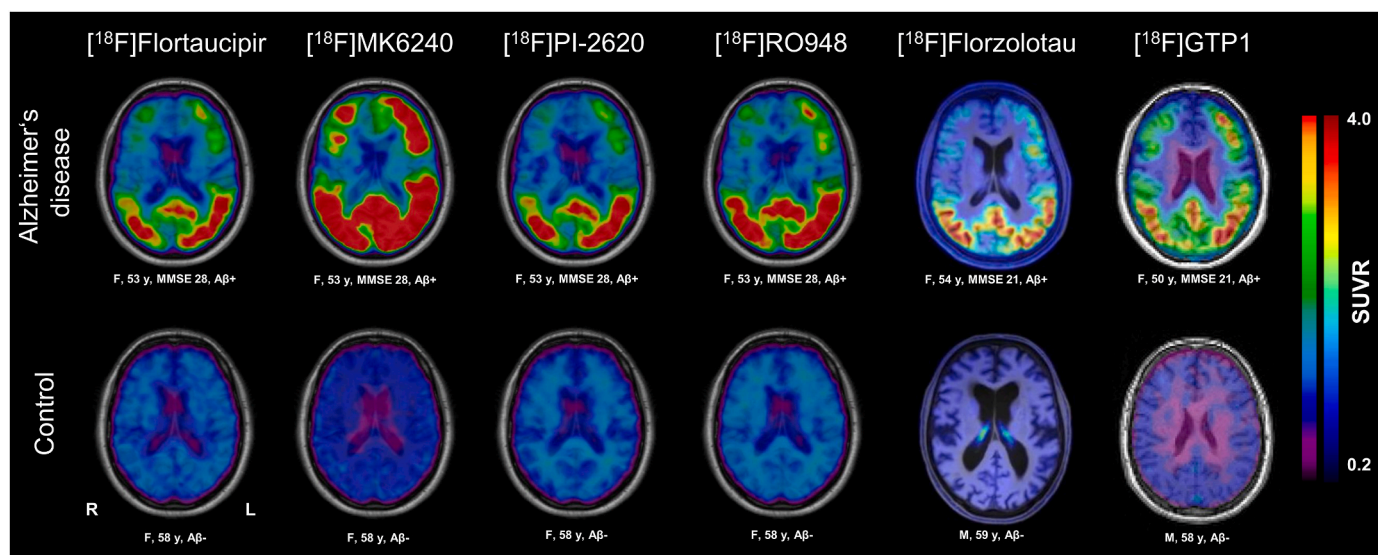 [¹⁸F]Flortaucipir [¹⁸F]MK6240 [¹⁸F]PI-2620 [¹⁸F]RO948 [¹⁸F]Florzolotau [¹⁸F]GTP1
Alzheimer‘s
disease
F, 53 y, MMSE 28, Aβ+ F, 53 y, MMSE 28, Aβ+ F, 53 y, MMSE 28, Aβ+ F, 53 y, MMSE 28, Aβ+ F, 54 y, MMSE 21, Aβ+ F, 50 y, MMSE 21, Aβ+
4.0
SUVR
0.2
Control
R L
F, 58 y, Aβ- F, 58 y, Aβ- F, 58 y, Aβ- F, 58 y, Aβ- M, 59 y, Aβ- M, 58 y, Aβ-